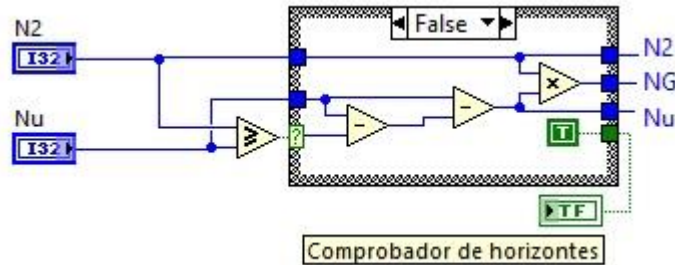 N2
I32
Nu
I32
False
?
T
TF
N2
NG
Nu
Comprobador de horizontes